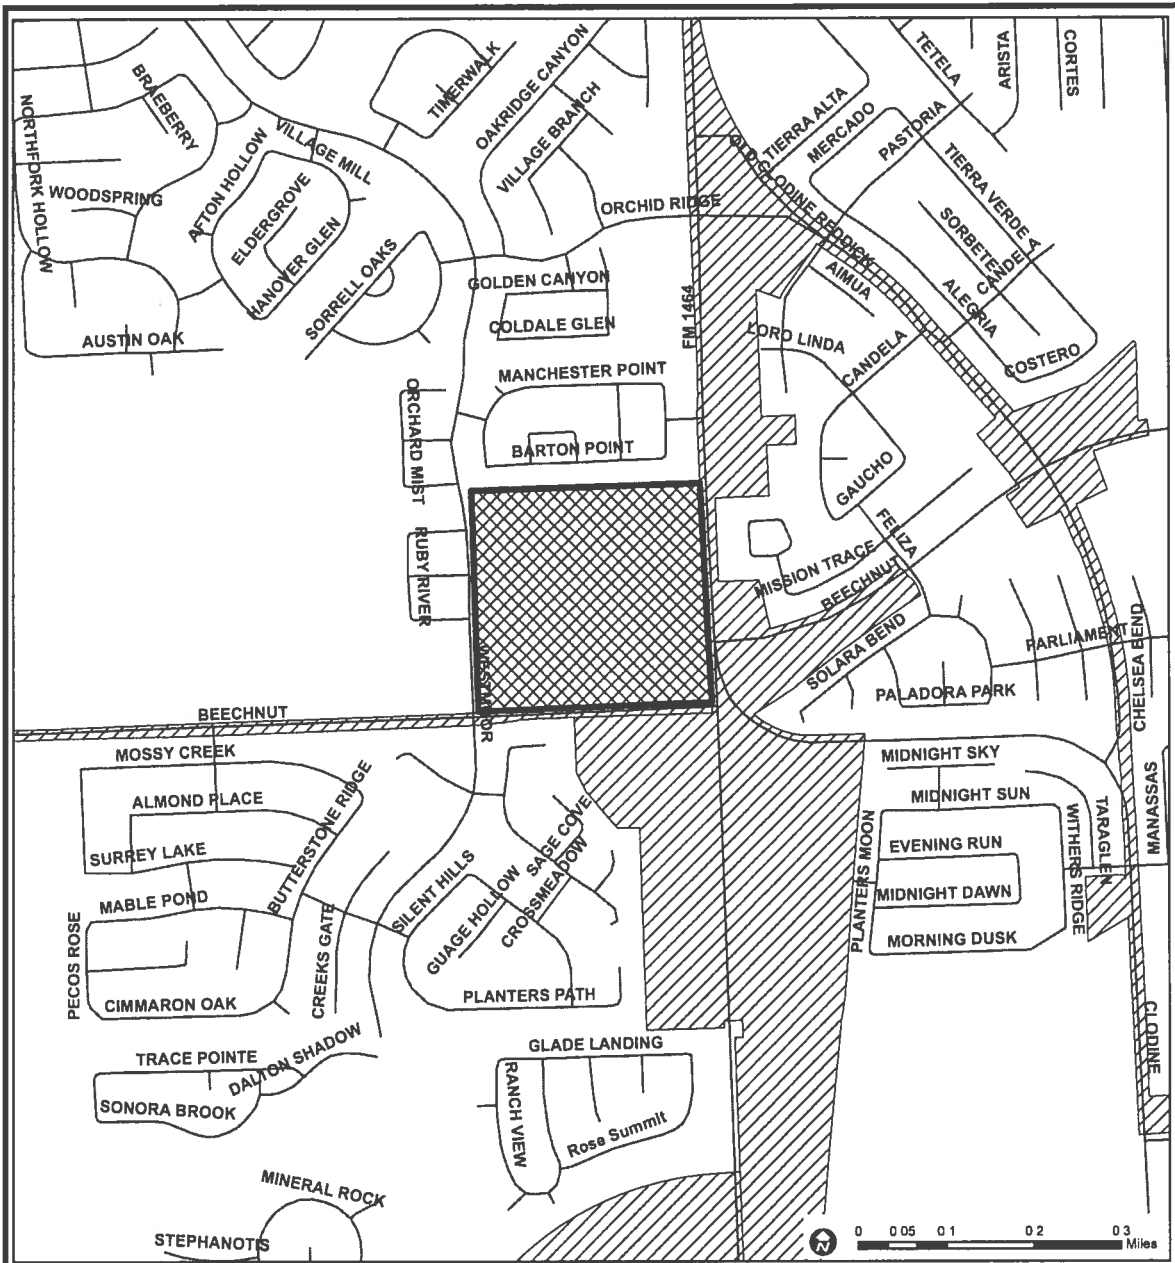 TETELA
ARISTA
CORTES
BRAEBERRY
TIMERWALK
OAKRIDGE CANYON
NORTHFORK HOLLOW
VILLAGE MILL
VILLAGE BRANCH
TIERRA ALTA
MERCADO
PASTORIA
AFTON HOLLOW
OLD CLODINE REDDICK
TIERRA VERDE A
WOODSPRING
ELDERGROVE
ORCHID RIDGE
SORBETE
CANDELA
HANOVER GLEN
SORRELL OAKS
GOLDEN CANYON
AIMUA
ALEGRIA
COLDALE GLEN
FM 1464
LORO LINDA
AUSTIN OAK
CANDELA
COSTERO
MANCHESTER POINT
ORCHARD MIST
BARTON POINT
GAUCHO
FELIZA
RUBY RIVER
MISSION TRACE
BEECHNUT
SOLARA BEND
PARLIAMENT
CHELSEA BEND
PALADORA PARK
WESTMOOR
BEECHNUT
MOSSY CREEK
MIDNIGHT SKY
BUTTERSTONE RIDGE
ALMOND PLACE
MIDNIGHT SUN
MANASSAS
SAGE COVE
PLANTERS MOON
WITHERS RIDGE
TARAGLEN
SURREY LAKE
EVENING RUN
MABLE POND
SILENT HILLS
GUAGE HOLLOW
CROSSMEADOW
MIDNIGHT DAWN
PECOS ROSE
CREEKS GATE
MORNING DUSK
CIMMARON OAK
PLANTERS PATH
CLODINE
TRACE POINTE
DALTON SHADOW
GLADE LANDING
SONORA BROOK
RANCH VIEW
Rose Summit
MINERAL ROCK
STEPHANOTIS
N
0 0 05 0 1 0 2 0 3
Miles